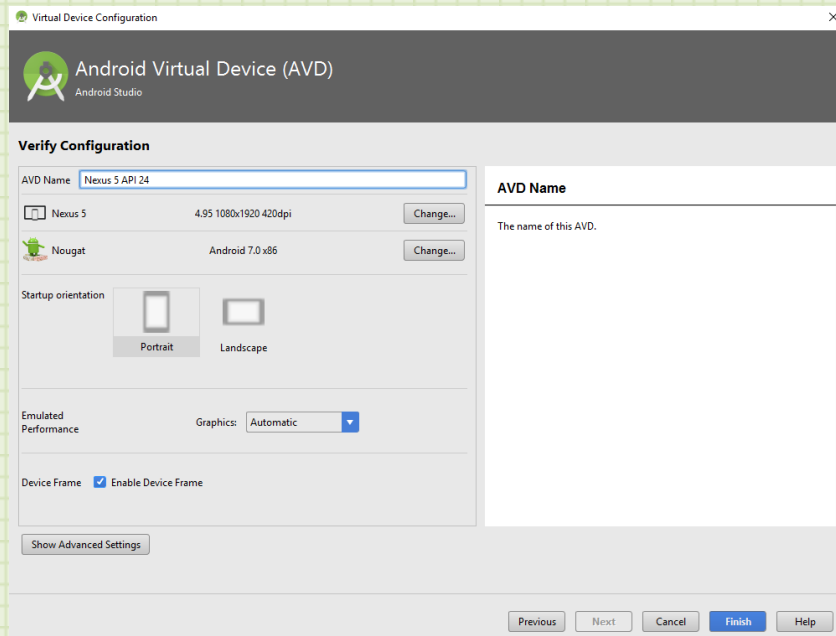 Virtual Device Configuration
Android Virtual Device (AVD)
Android Studio
Verify Configuration
AVD Name Nexus 5 API 24
Nexus 5 4.95 1080x1920 420dpi Change...
Nougat Android 7.0 x86 Change...
Startup orientation
Portrait Landscape
Emulated
Performance
Graphics: Automatic
Device Frame Enable Device Frame
Show Advanced Settings
AVD Name
The name of this AVD.
Previous Next Cancel Finish Help